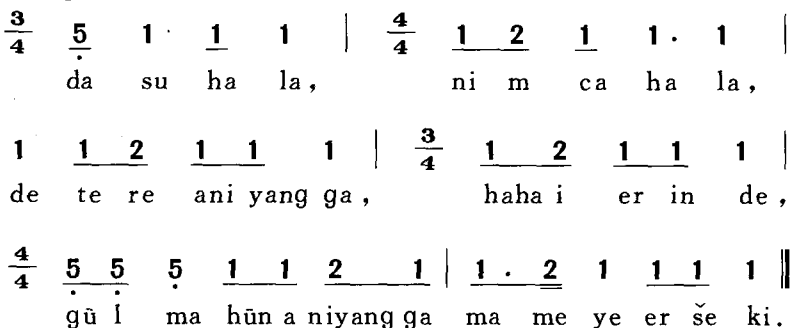 3/4 5 1 · 1 1 | 4/4 1 2 1 1 · 1 |
da su ha la, ni m ca ha la,
1 1 2 1 1 1 | 3/4 1 2 1 1 1 |
de te re ani yang ga, haha i er in de,
4/4 5 5 5 1 1 2 1 | 1 · 2 1 1 1 1 ‖
gū l ma hūn a niyang ga ma me ye er še ki.